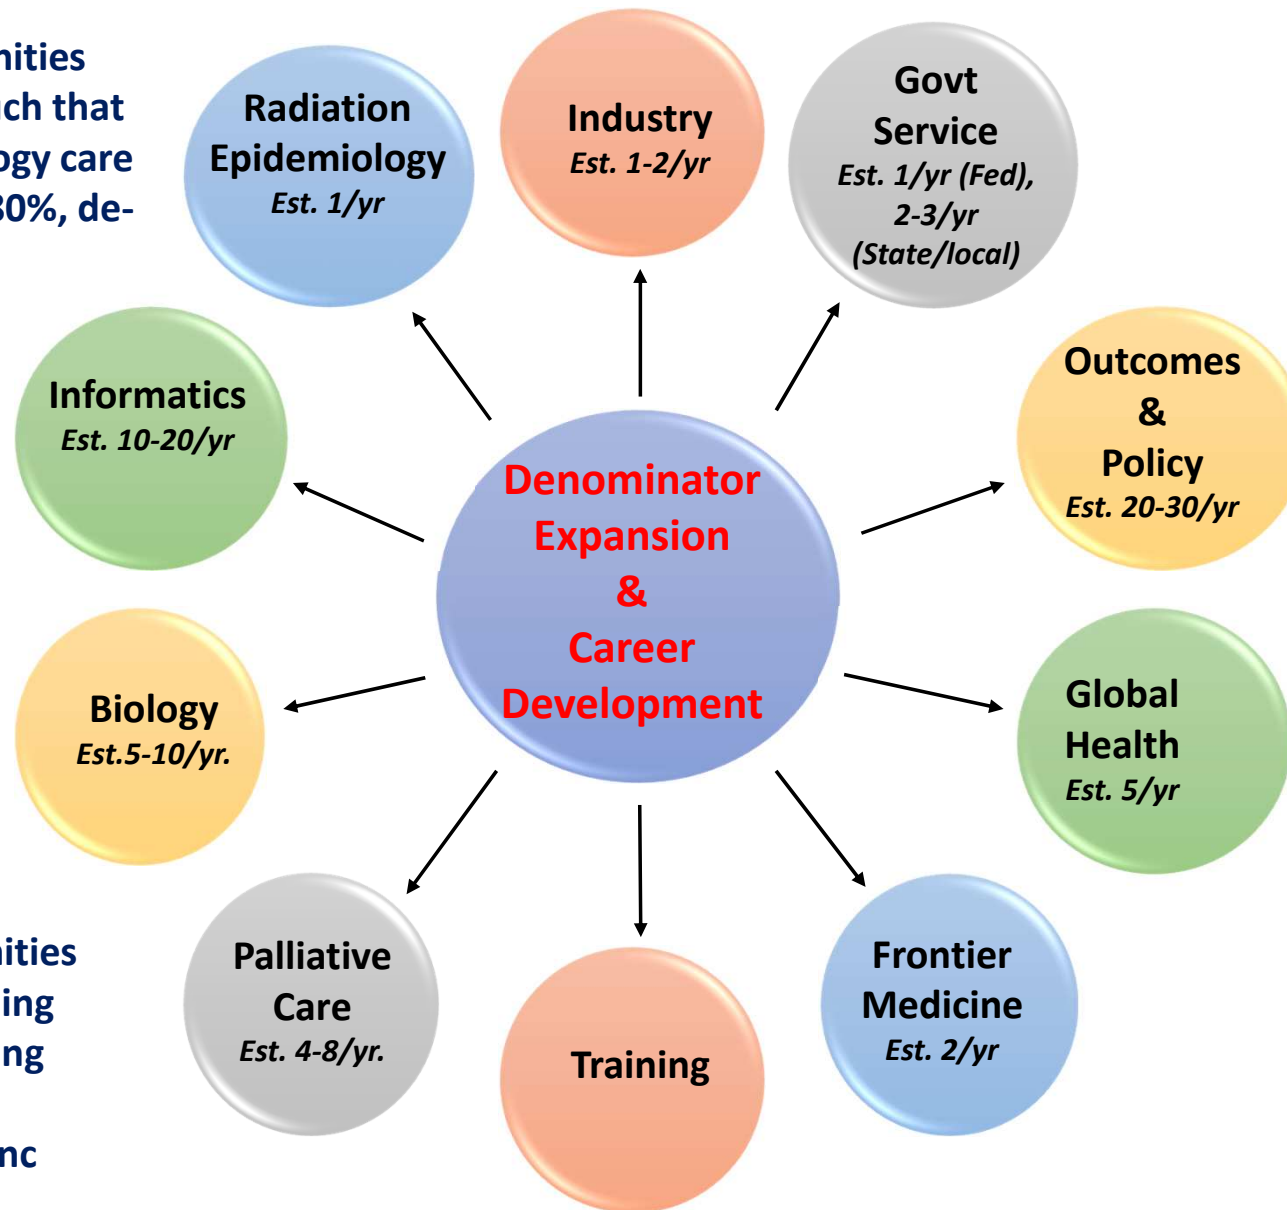 nities
uch that
ogy care
80%, de-
Radiation
Epidemiology
Est. 1/yr
Industry
Est. 1-2/yr
Govt
Service
Est. 1/yr (Fed),
2-3/yr
(State/local)
Informatics
Est. 10-20/yr
Outcomes
&
Policy
Est. 20-30/yr
Denominator
Expansion
&
Career
Development
Biology
Est.5-10/yr.
Global
Health
Est. 5/yr
Palliative
Care
Est. 4-8/yr.
Training
Frontier
Medicine
Est. 2/yr
nities
ing
ng
nc